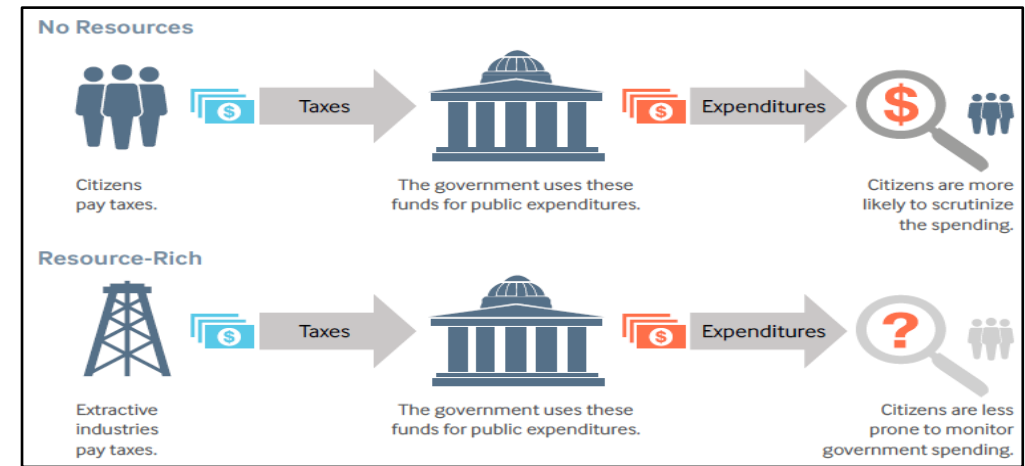 No Resources
$
Taxes
$
Expenditures
$
Citizens
pay taxes.
The government uses these
funds for public expenditures.
Citizens are more
likely to scrutinize
the spending.
Resource-Rich
$
Taxes
$
Expenditures
?
Extractive
industries
pay taxes.
The government uses these
funds for public expenditures.
Citizens are less
prone to monitor
government spending.